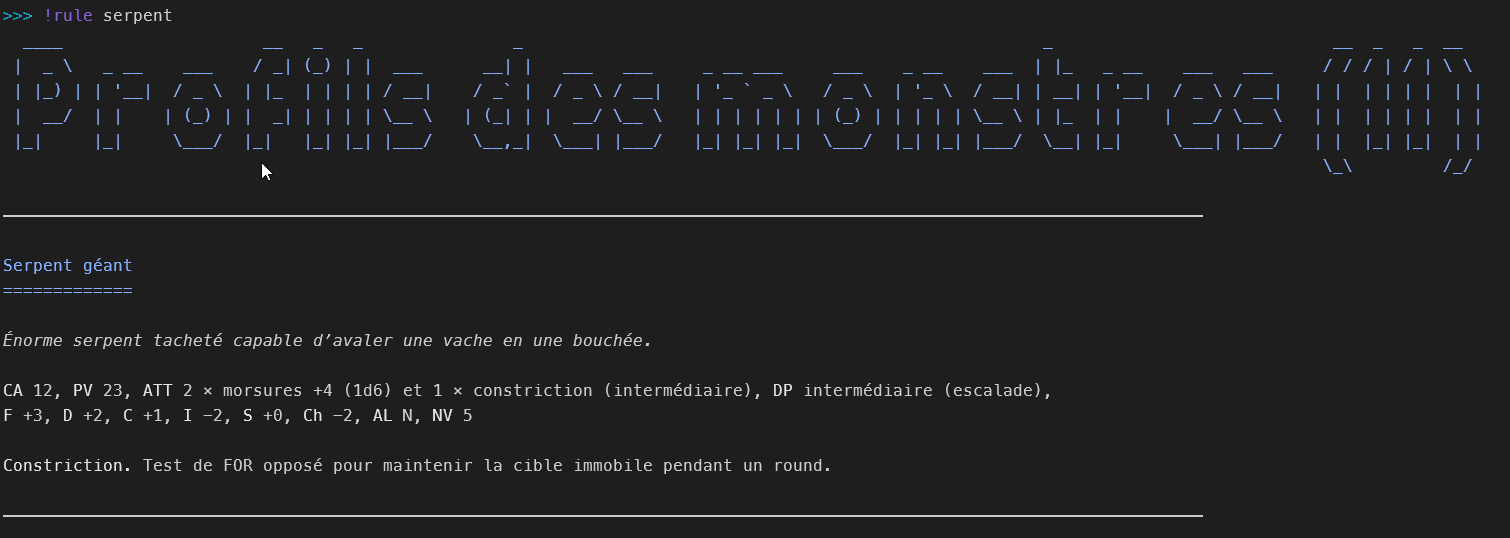 >>> !rule serpent
Profils des monstres (11)
Serpent géant
=============
Énorme serpent tacheté capable d’avaler une vache en une bouchée.
CA 12, PV 23, ATT 2 × morsures +4 (1d6) et 1 × constriction (intermédiaire), DP intermédiaire (escalade),
F +3, D +2, C +1, I −2, S +0, Ch −2, AL N, NV 5
Constriction. Test de FOR opposé pour maintenir la cible immobile pendant un round.